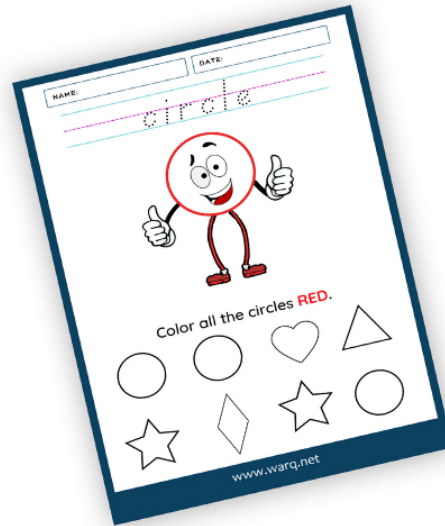 NAME:
DATE:
circle
Color all the circles RED.
www.warq.net